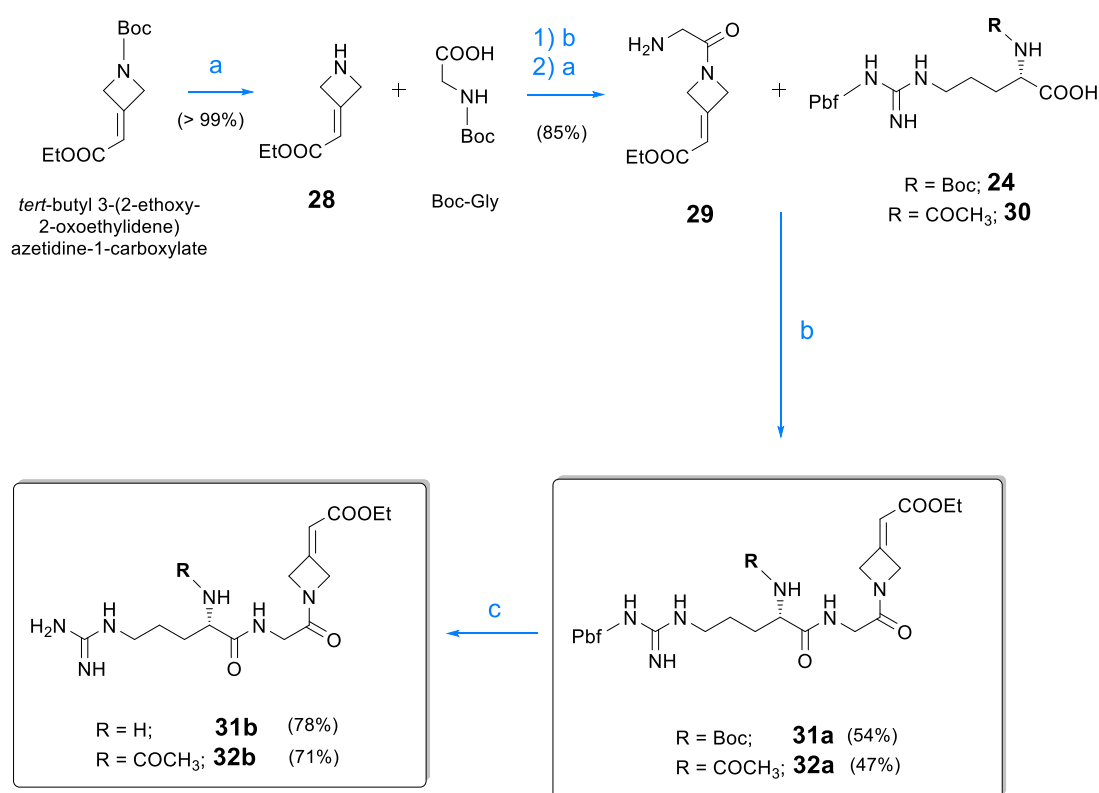 Boc
N
EtOOC
tert-butyl 3-(2-ethoxy-
2-oxoethylidene)
azetidine-1-carboxylate
a
(> 99%)
H
N
EtOOC
28
+
COOH
NH
Boc
Boc-Gly
1) b
2) a
(85%)
H2N
O
N
EtOOC
29
+
R
NH
H
N
H
N
Pbf
NH
COOH
R = Boc; 24
R = COCH3; 30
b
COOEt
R
NH
H
N
N
H2N
H
N
NH
O
O
R = H; 31b (78%)
R = COCH3; 32b (71%)
c
COOEt
R
NH
H
N
N
H
N
H
N
Pbf
NH
O
O
R = Boc; 31a (54%)
R = COCH3; 32a (47%)